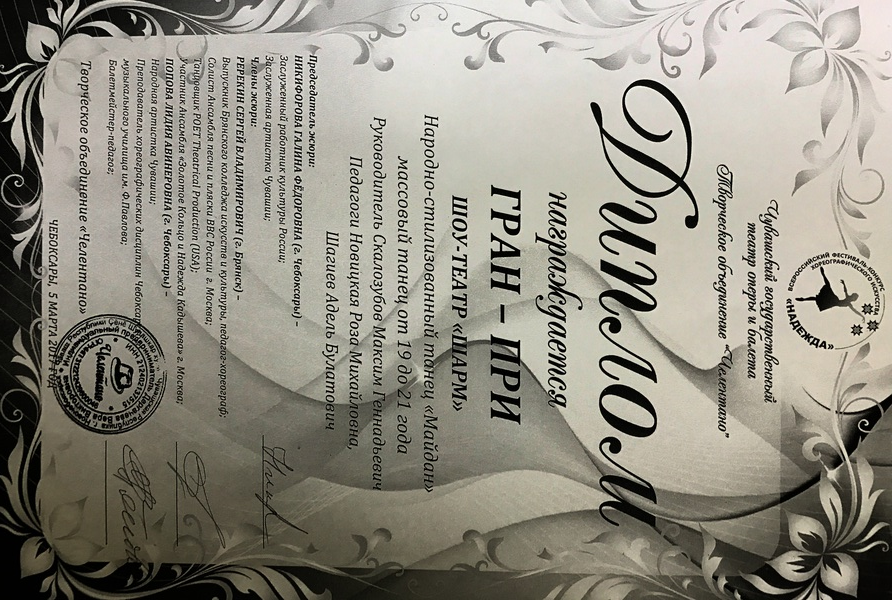 ВСЕРОССИЙСКИЙ ФЕСТИВАЛЬ-КОНКУРС
ХОРЕОГРАФИЧЕСКОГО ИСКУССТВА
«НАДЕЖДА»
Чувашский государственный
театр оперы и балета
Творческое объединение "Челентано"
Диплом
награждается
ГРАН – ПРИ
ШОУ-ТЕАТР «ШАРМ»
Народно-стилизованный танец «Майдан»
массовый танец от 19 до 21 года
Руководитель Скалозубов Максим Геннадьевич
Педагоги Новицкая Роза Михайловна,
Шагиев Адель Булатович
Председатель жюри:
НИКИФОРОВА ГАЛИНА ФЁДОРОВНА (г. Чебоксары) –
Заслуженный работник культуры России;
Заслуженная артистка Чувашии;
Члены жюри:
РЕРЕКИН СЕРГЕЙ ВЛАДИМИРОВИЧ (г. Брянск) –
Выпускник Брянского колледжа искусств и культуры, педагог-хореограф;
Солист Ансамбля песни и пляски ВВС России г. Москва;
Танцовщик POET Theatrical Production (USA);
Участник Ансамбля «Золотое Кольцо и Надежда Кадышева» г. Москва;
ПОПОВА ЛИДИЯ АВИНЕРОВНА (г. Чебоксары) –
Народная артистка Чувашии;
Преподаватель хореографических дисциплин Чебоксарского
музыкального училища им. Ф.Павлова;
Балетмейстер-педагог;
Творческое объединение «Челентано»
ЧЕБОКСАРЫ, 5 МАРТА 2017 ГОД
Челентано